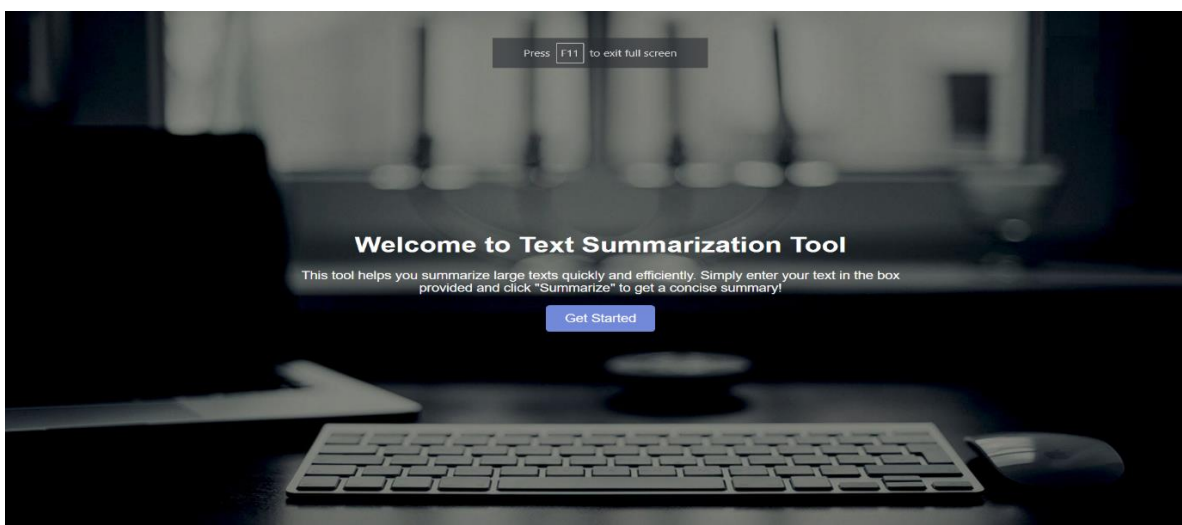 Press F11 to exit full screen
Welcome to Text Summarization Tool
This tool helps you summarize large texts quickly and efficiently. Simply enter your text in the box
provided and click "Summarize" to get a concise summary!
Get Started